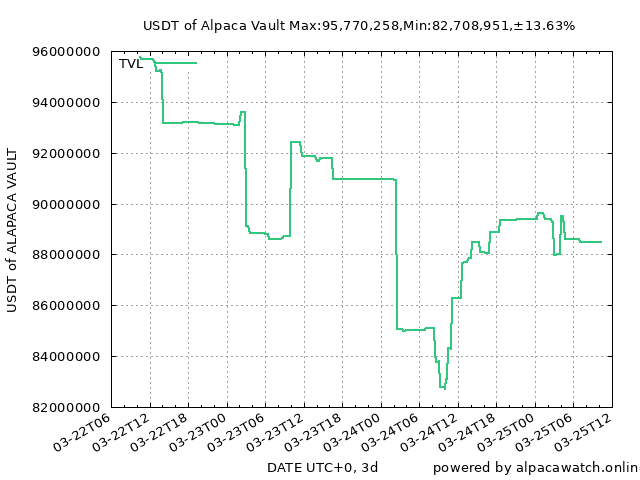 USDT of Alpaca Vault Max:95,770,258,Min:82,708,951,±13.63%
96000000
TVL
94000000
92000000
90000000
88000000
86000000
84000000
82000000
USDT of ALAPACA VAULT
03-22T06
03-22T12
03-22T18
03-23T00
03-23T06
03-23T12
03-23T18
03-24T00
03-24T06
03-24T12
03-24T18
03-25T00
03-25T06
03-25T12
DATE UTC+0, 3d
powered by alpacawatch.online